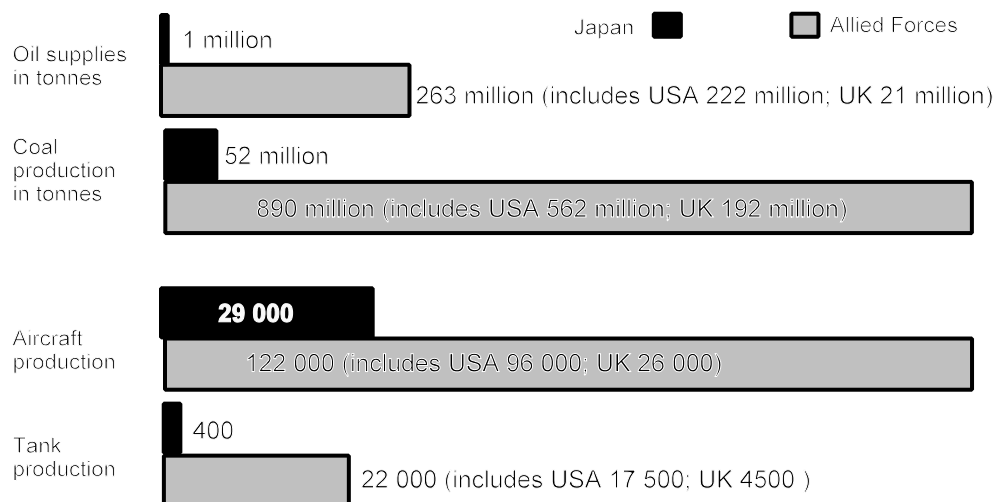 Japan
Allied Forces
Oil supplies
in tonnes
1 million
263 million (includes USA 222 million; UK 21 million)
Coal
production
in tonnes
52 million
890 million (includes USA 562 million; UK 192 million)
Aircraft
production
29 000
122 000 (includes USA 96 000; UK 26 000)
Tank
production
400
22 000 (includes USA 17 500; UK 4500 )